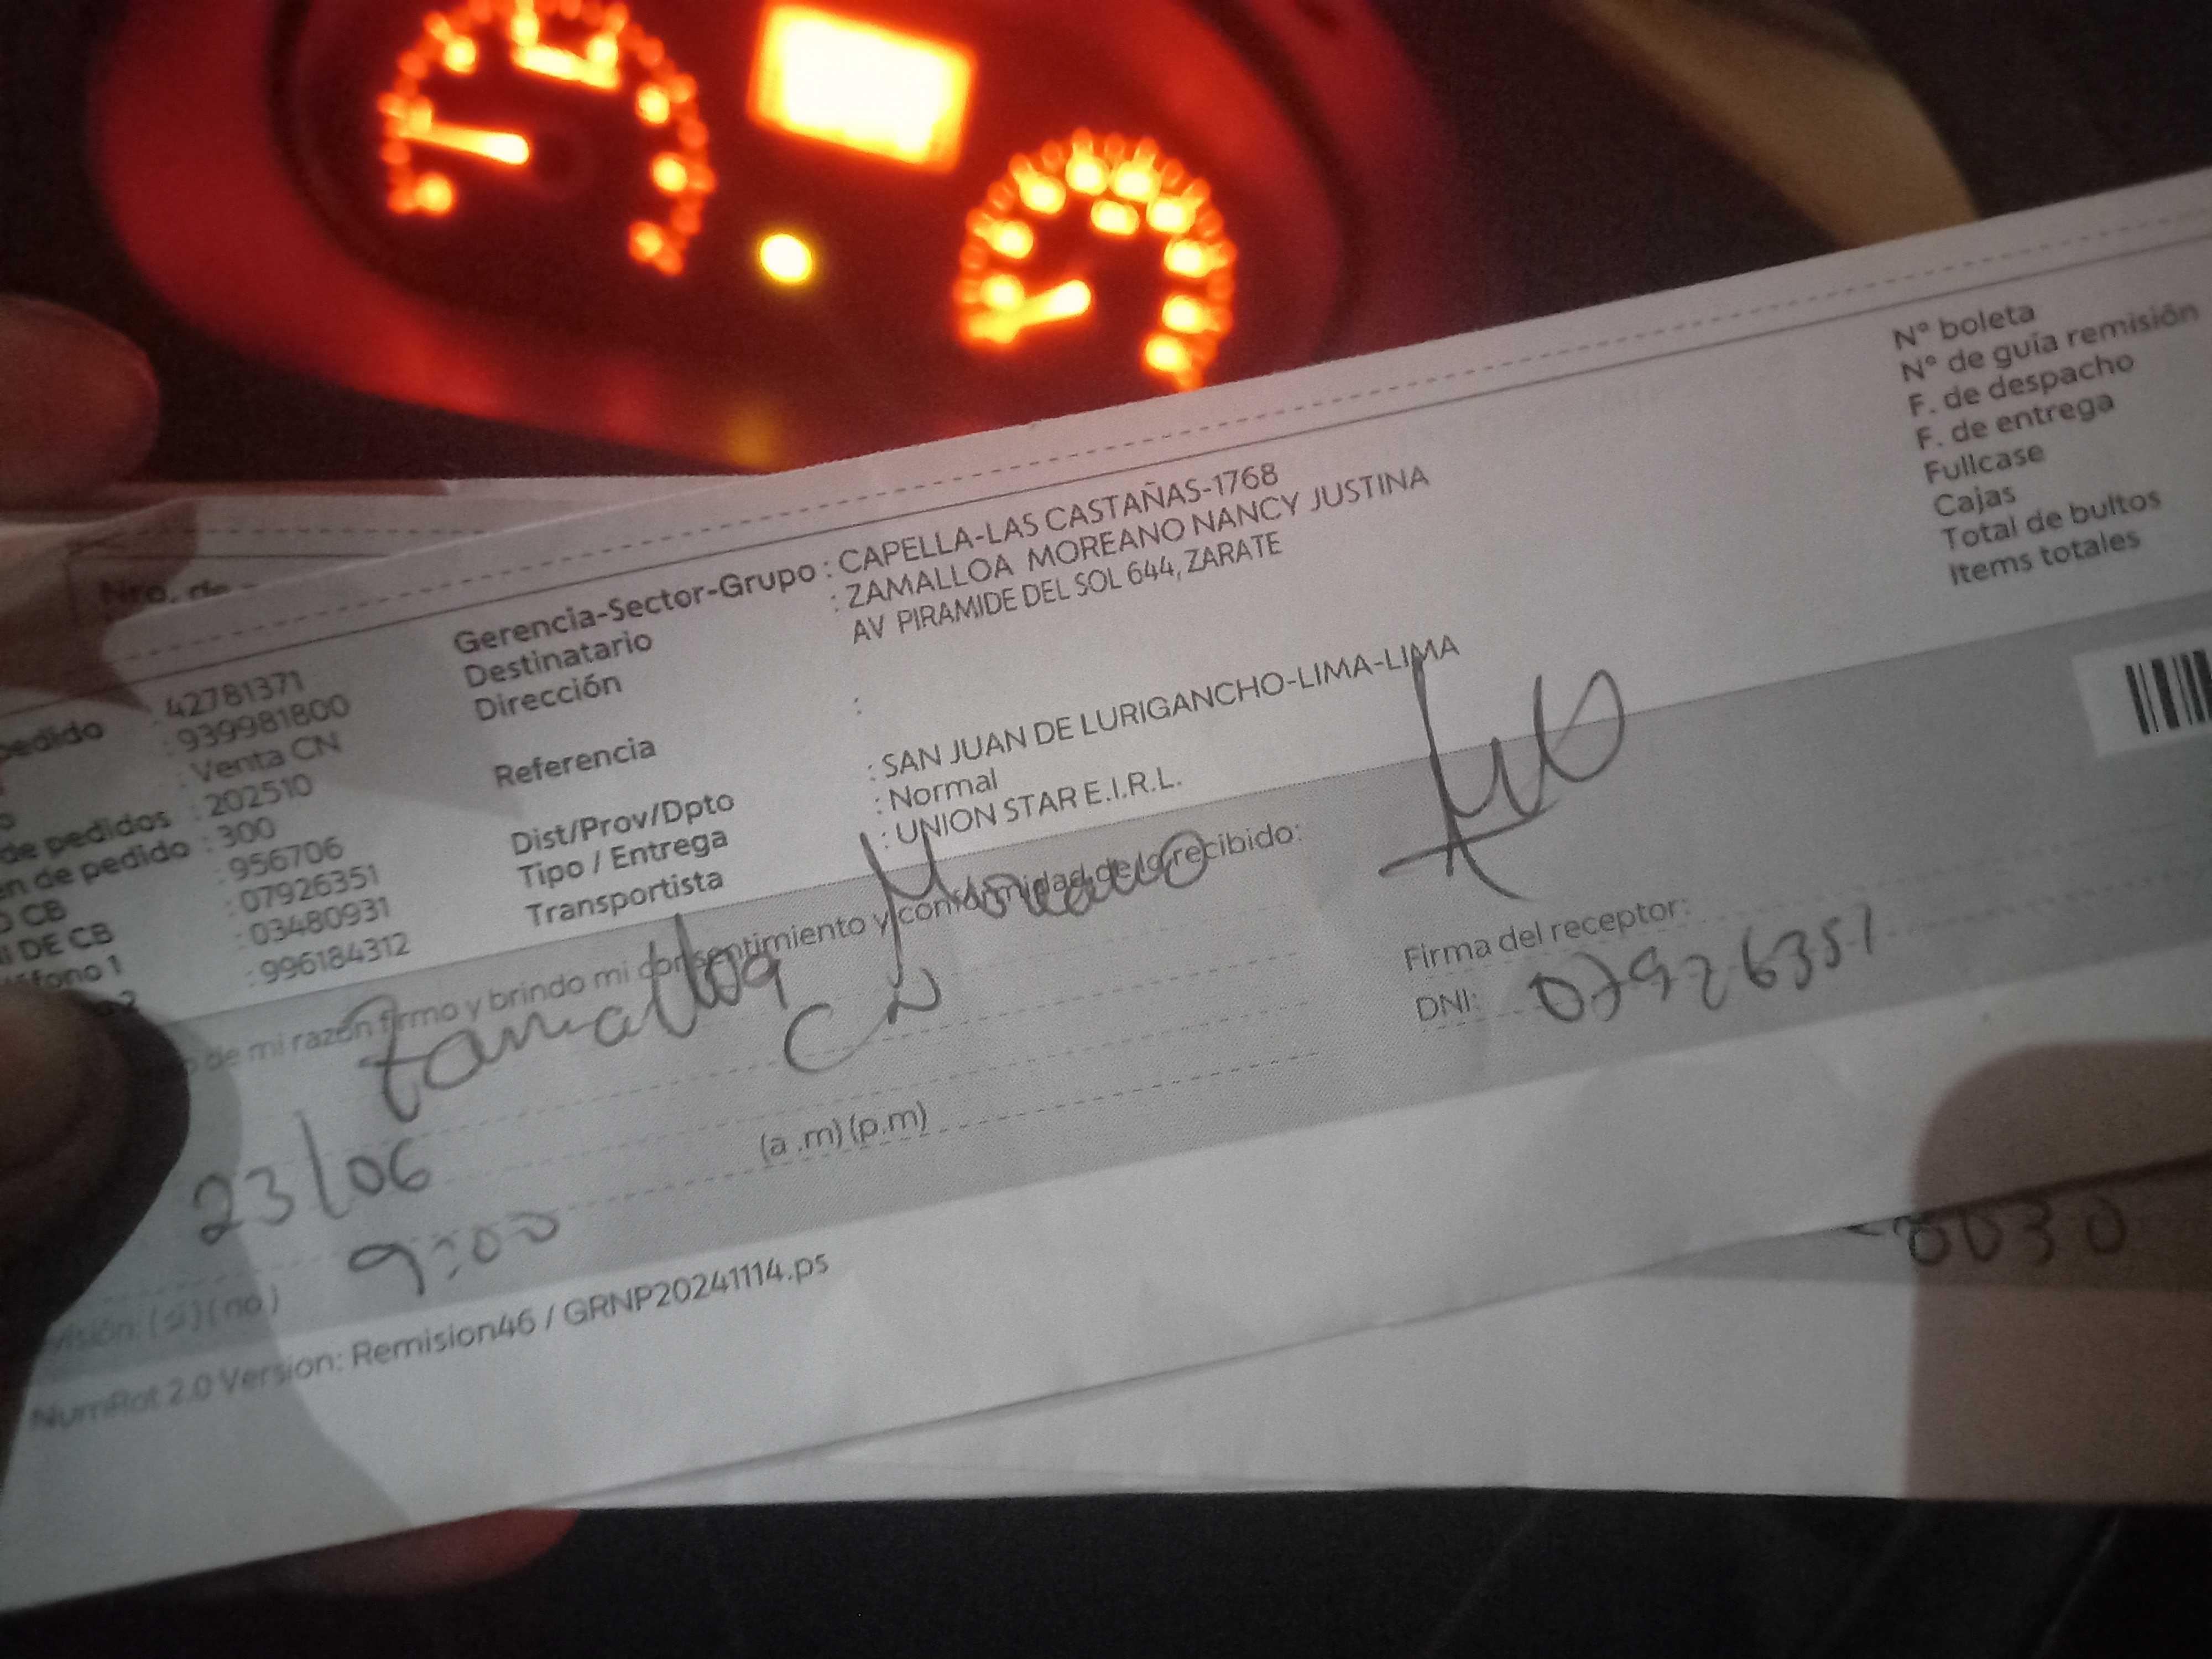 Nro. de
pedido : 42781371
: 939981800
: Venta CN
de pedidos : 202510
en de pedido : 300
CB : 956706
DE CB : 07926351
fono 1 : 03480931
: 996184312
Gerencia-Sector-Grupo : CAPELLA-LAS CASTAÑAS-1768
Destinatario : ZAMALLOA MOREANO NANCY JUSTINA
Dirección AV PIRAMIDE DEL SOL 644, ZARATE
Referencia :
Dist/Prov/Dpto : SAN JUAN DE LURIGANCHO-LIMA-LIMA
Tipo / Entrega : Normal
Transportista : UNION STAR E.I.R.L.
N° boleta
N° de guía remisión
F. de despacho
F. de entrega
Fullcase
Cajas
Total de bultos
Items totales
de mi razón firmo y brindo mi consentimiento y conformidad de lo recibido:
Zamalloa Moreano
CN
Firma del receptor:
DNI: 07926351
23/06
(a .m) (p.m)
9:00
(si) (no)
NumRot 2.0 Version: Remision46 / GRNP20241114.ps
0030